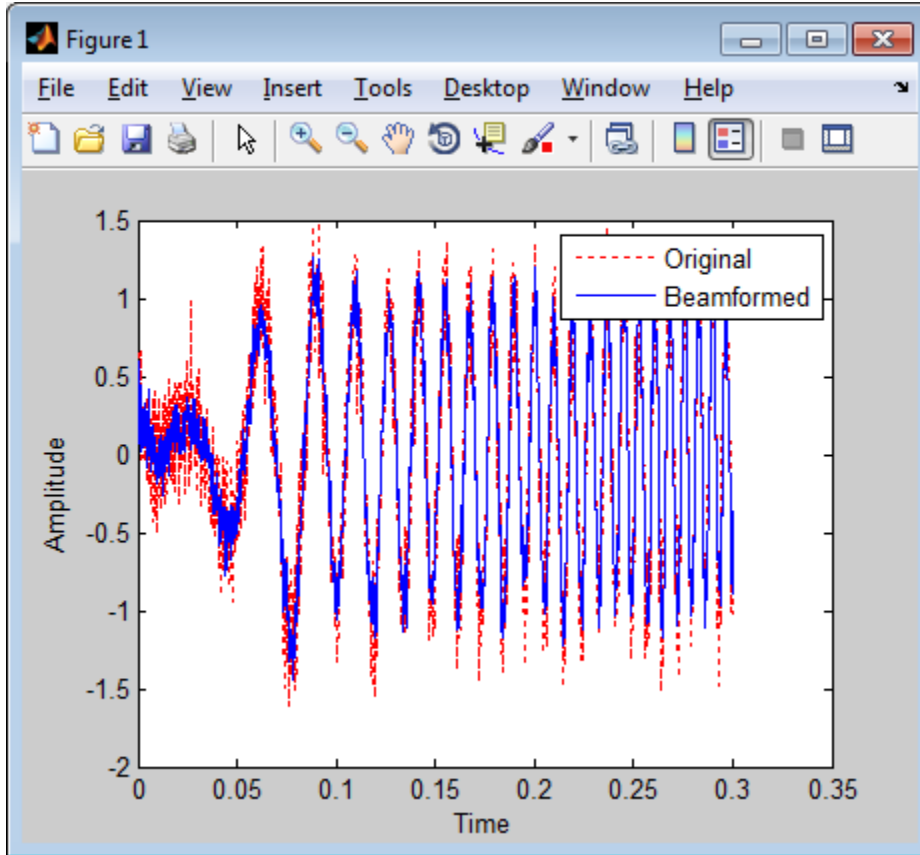 Figure 1
File Edit View Insert Tools Desktop Window Help
1.5
1
0.5
0
-0.5
-1
-1.5
-2
Amplitude
Original
Beamformed
0 0.05 0.1 0.15 0.2 0.25 0.3 0.35
Time